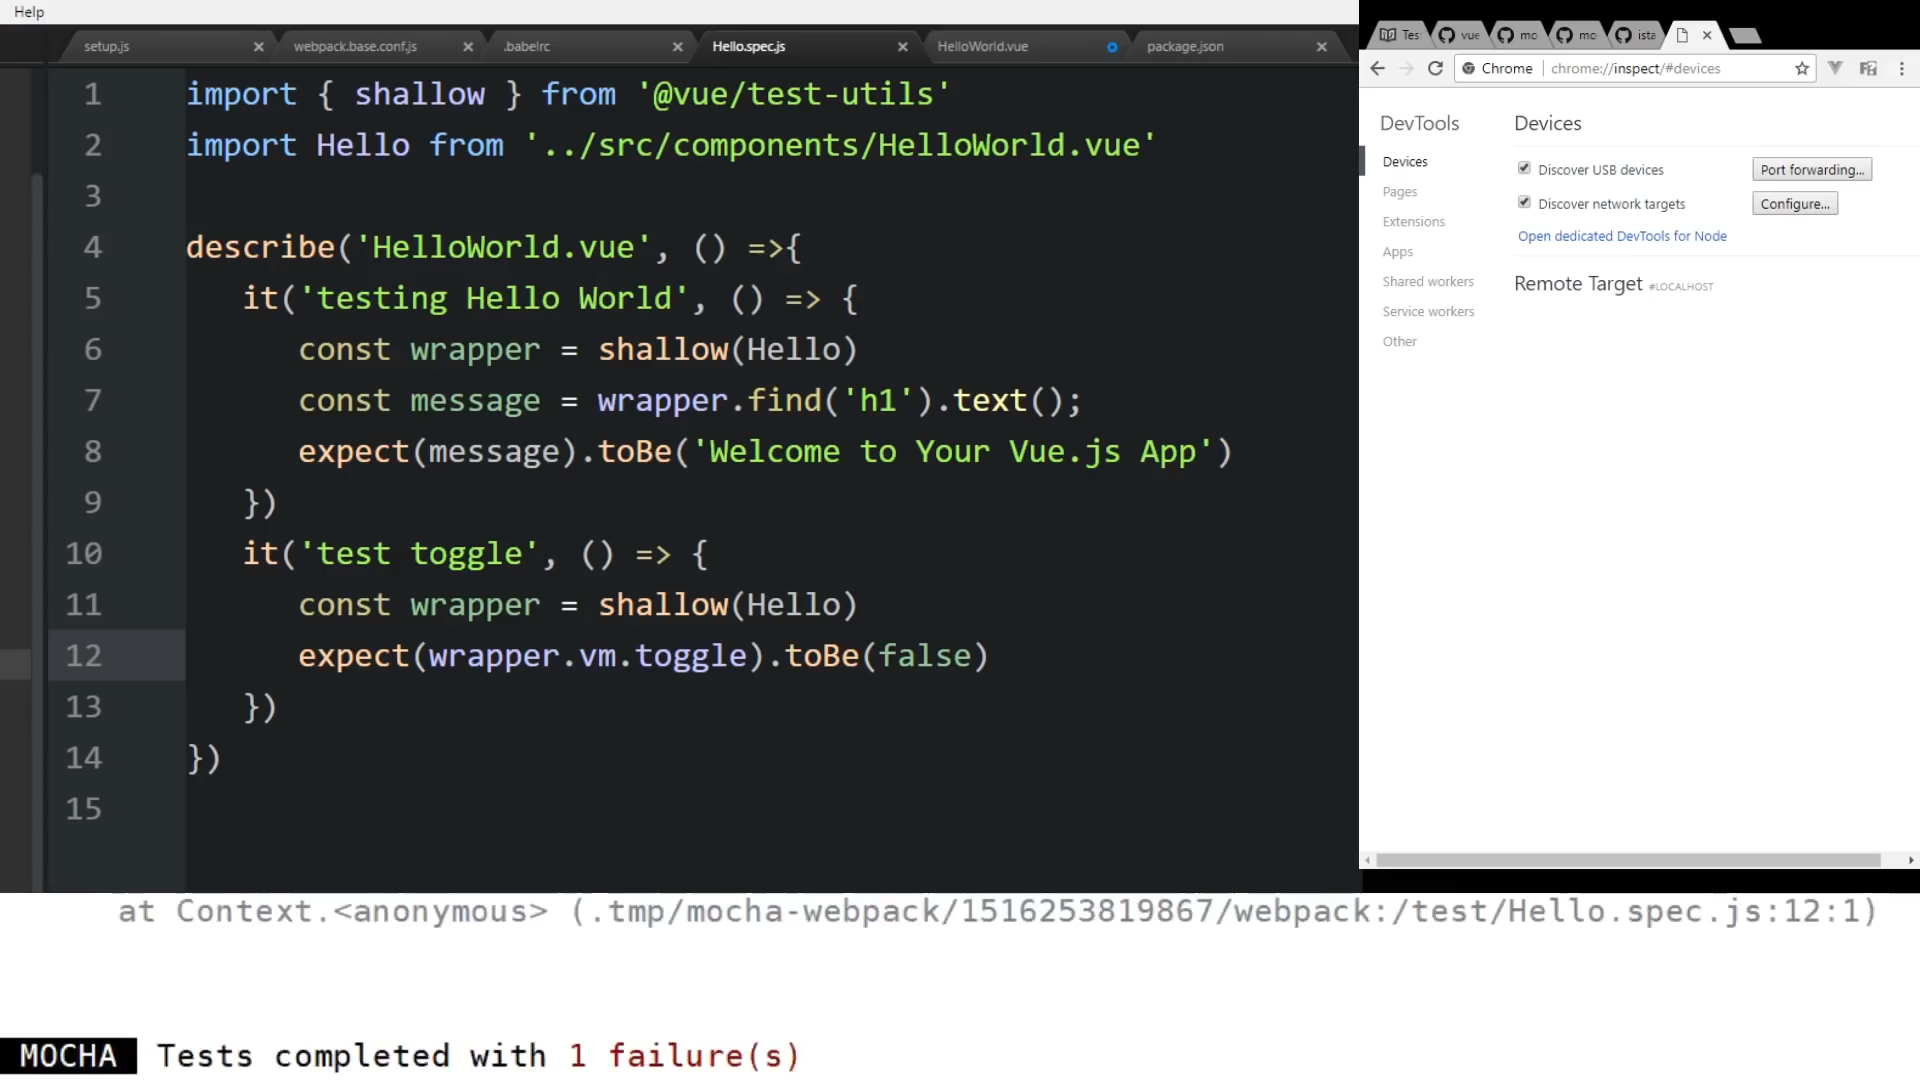 Help
setup.js
webpack.base.conf.js
.babelrc
Hello.spec.js
HelloWorld.vue
package.json
1 import { shallow } from '@vue/test-utils'
2 import Hello from '../src/components/HelloWorld.vue'
3
4 describe('HelloWorld.vue', () =>{
5 it('testing Hello World', () => {
6 const wrapper = shallow(Hello)
7 const message = wrapper.find('h1').text();
8 expect(message).toBe('Welcome to Your Vue.js App')
9 })
10 it('test toggle', () => {
11 const wrapper = shallow(Hello)
12 expect(wrapper.vm.toggle).toBe(false)
13 })
14 })
15
Tes
vue
mo
mo
ista
Chrome
chrome://inspect/#devices
DevTools
Devices
Pages
Extensions
Apps
Shared workers
Service workers
Other
Devices
Discover USB devices
Port forwarding...
Discover network targets
Configure...
Open dedicated DevTools for Node
Remote Target #LOCALHOST
at Context.<anonymous> (.tmp/mocha-webpack/1516253819867/webpack:/test/Hello.spec.js:12:1)
MOCHA Tests completed with 1 failure(s)